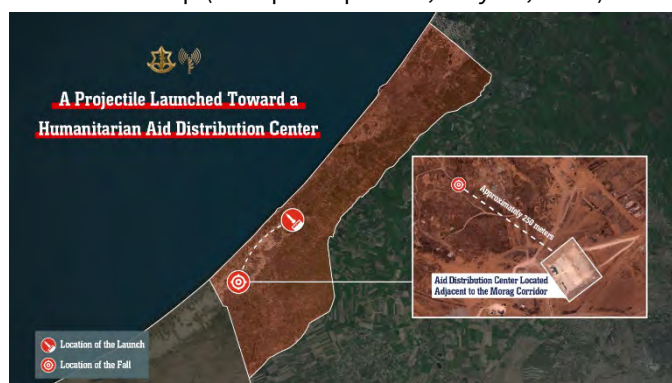 A Projectile Launched Toward a
Humanitarian Aid Distribution Center
Approximately 250 meters
Aid Distribution Center Located
Adjacent to the Morag Corridor
Location of the Launch
Location of the Fall